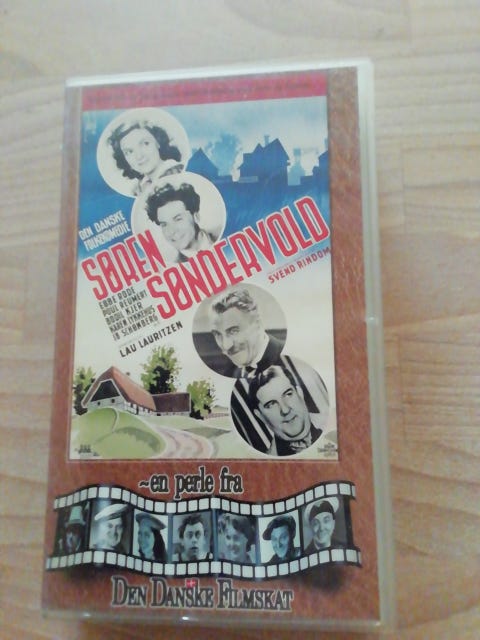 DEN DANSKE
FOLKEKOMEDIE
SØREN
SØNDERVOLD
EBBE RODE
POUL REUMERT
BODIL KJER
KAREN LYKKEHUS
IB SCHØNBERG
SVEND RINDOM
LAU LAURITZEN
~en perle fra
DEN DANSKE FILMSKAT